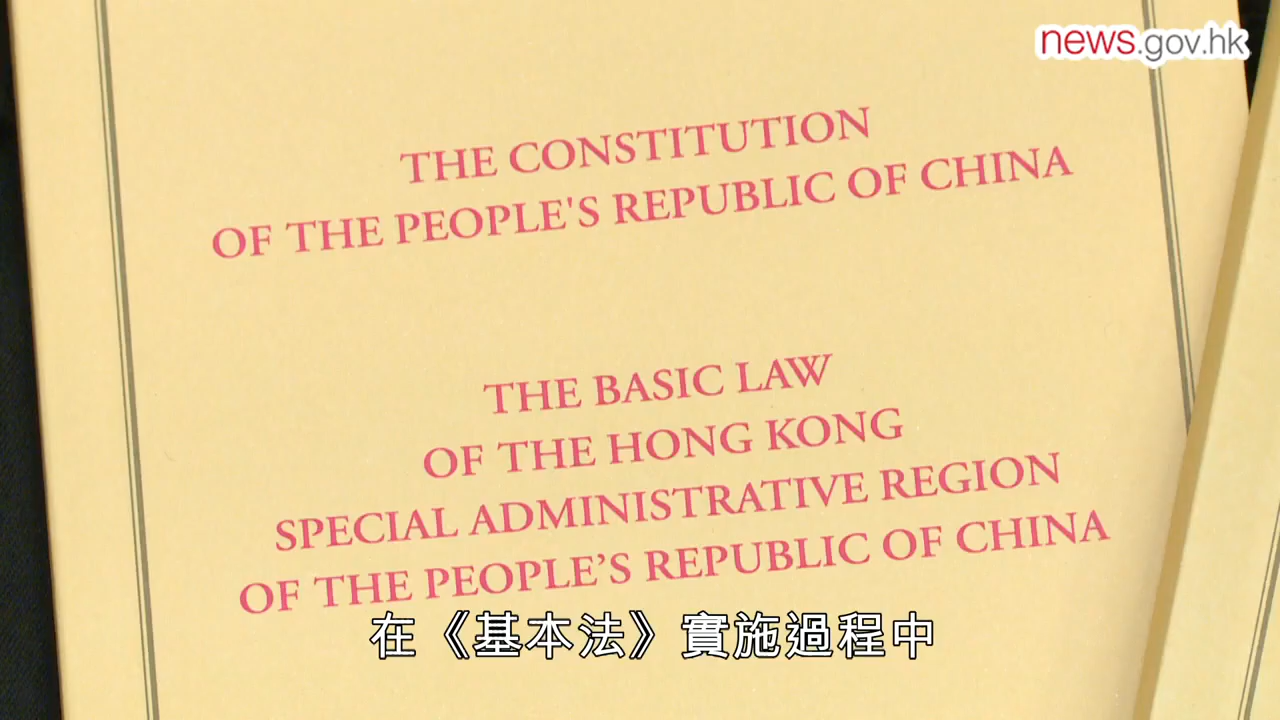 news.gov.hk
THE CONSTITUTION
OF THE PEOPLE'S REPUBLIC OF CHINA
THE BASIC LAW
OF THE HONG KONG
SPECIAL ADMINISTRATIVE REGION
OF THE PEOPLE’S REPUBLIC OF CHINA
在《基本法》實施過程中